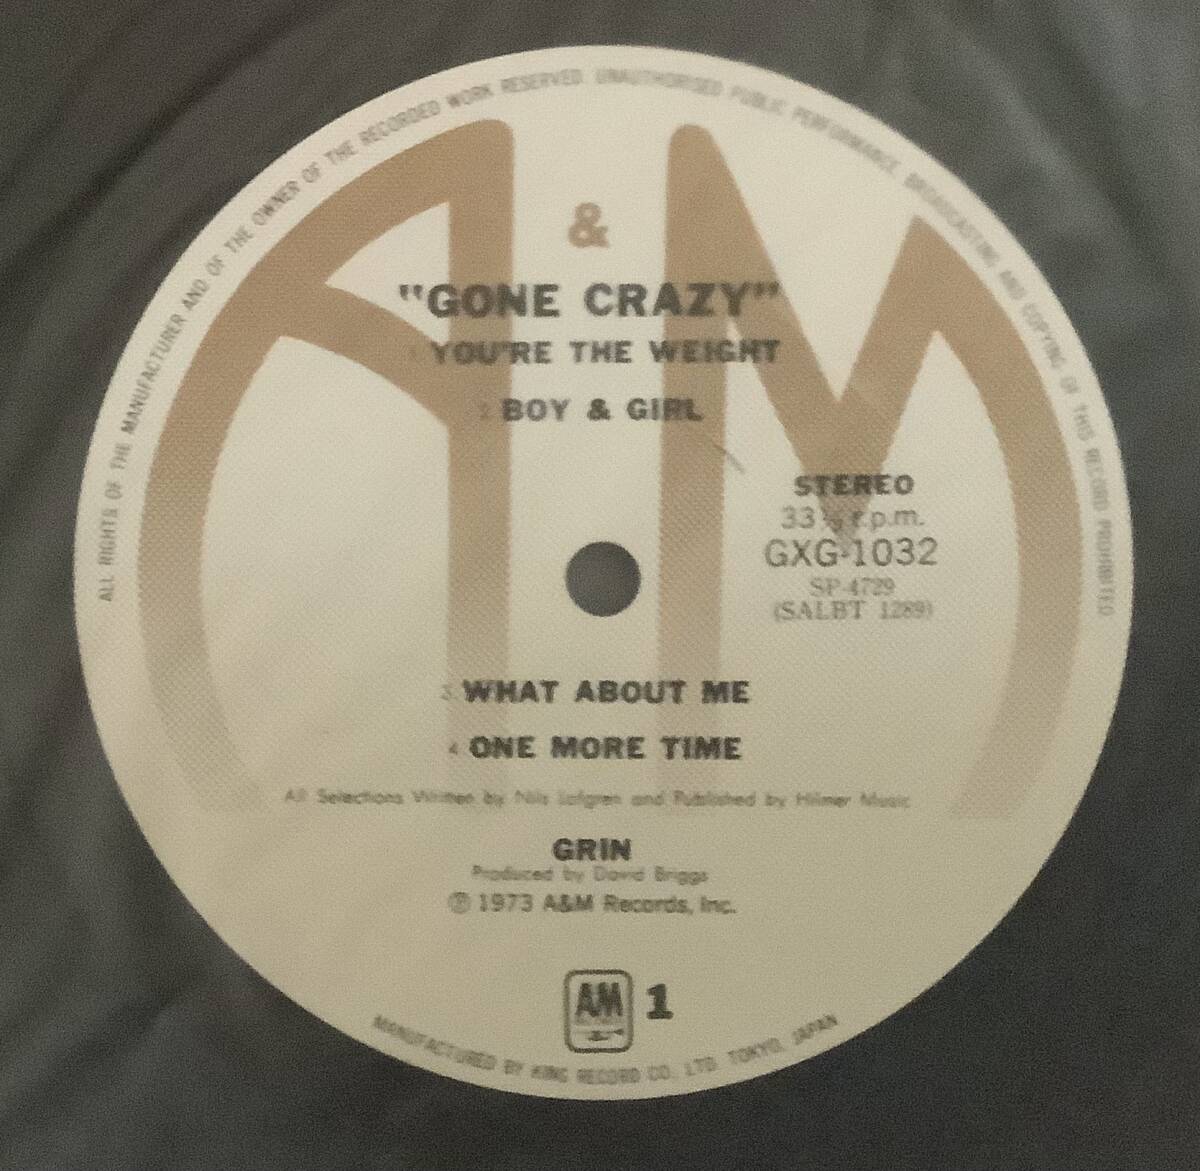 ALL RIGHTS OF THE MANUFACTURER AND OF THE OWNER OF THE RECORDED WORK RESERVED UNAUTHORISED PUBLIC PERFORMANCE BROADCASTING AND COPYING OF THIS RECORD PROHIBITED
A & M
"GONE CRAZY"
1. YOU'RE THE WEIGHT
2. BOY & GIRL
STEREO
33⅓ r.p.m.
GXG-1032
SP-4729
(SALBT 1289)
3. WHAT ABOUT ME
4. ONE MORE TIME
All Selections Written by Nils Lofgren and Published by Hilmer Music
GRIN
Produced by David Briggs
℗ 1973 A&M Records, Inc.
AM 1
MANUFACTURED BY KING RECORD CO., LTD. TOKYO, JAPAN